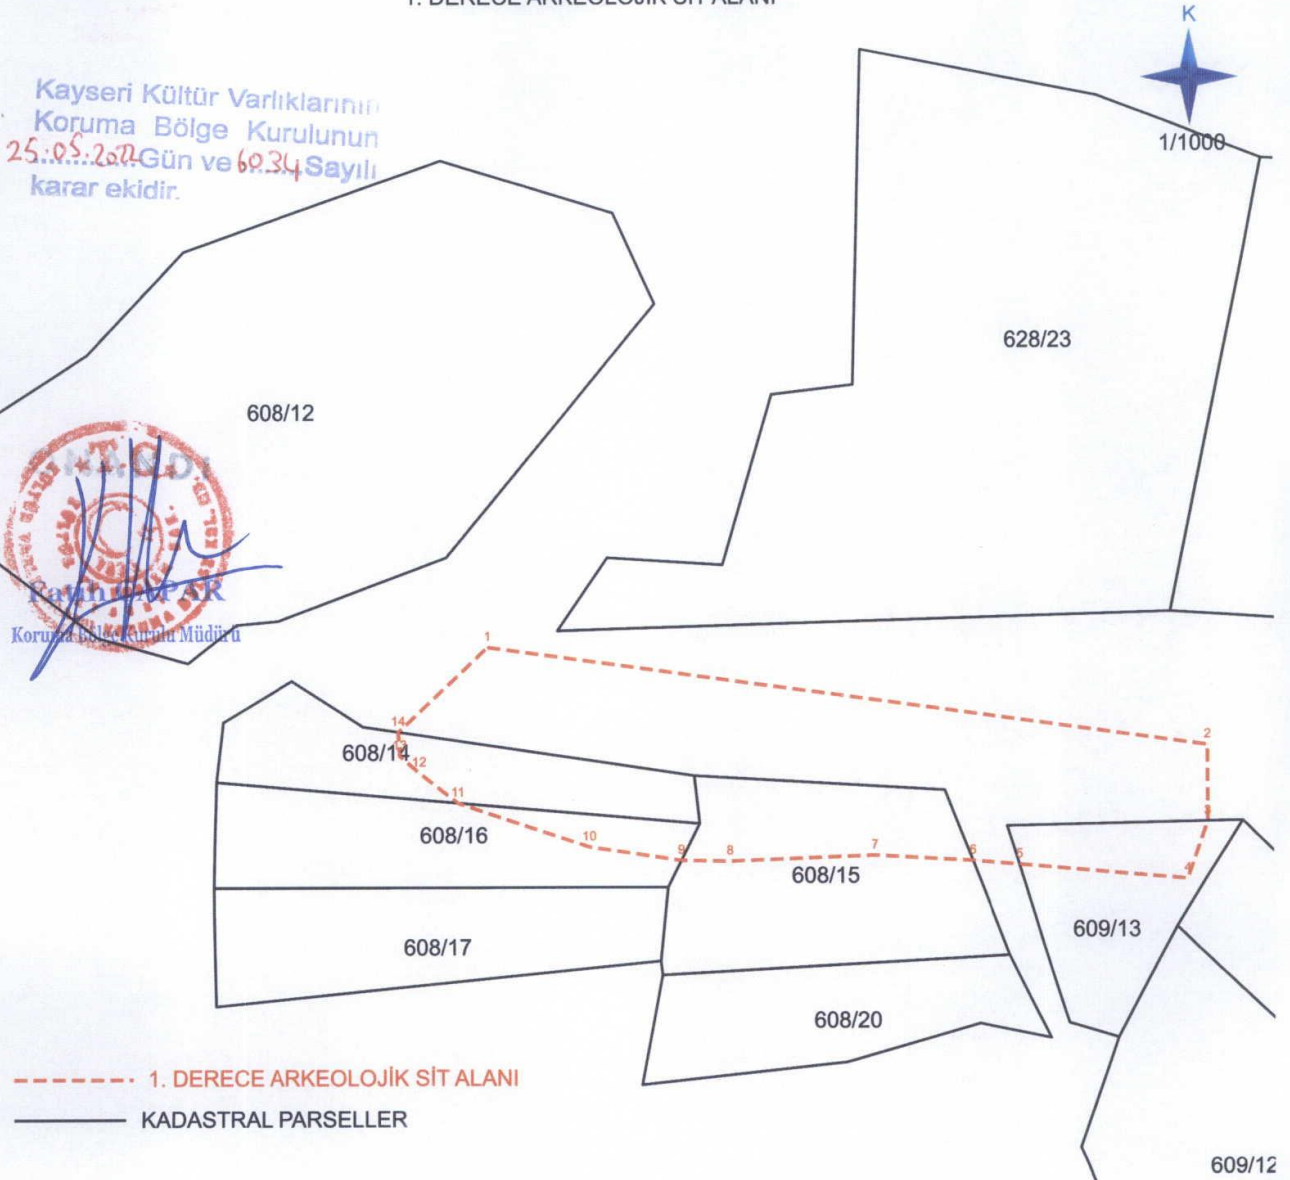 1. DERECE ARKEOLOJİK SİT ALANI
K
1/1000
Kayseri Kültür Varlıklarının
Koruma Bölge Kurulunun
25.05.2022 Gün ve 6034 Sayılı
karar ekidir.
628/23
608/12
T.C.
Fatih ÇAPAR
Koruma Bölge Kurulu Müdürü
1
2
3
4
5
6
7
8
9
10
11
12
14
608/14
608/16
608/15
608/17
609/13
608/20
609/12
1. DERECE ARKEOLOJİK SİT ALANI
KADASTRAL PARSELLER